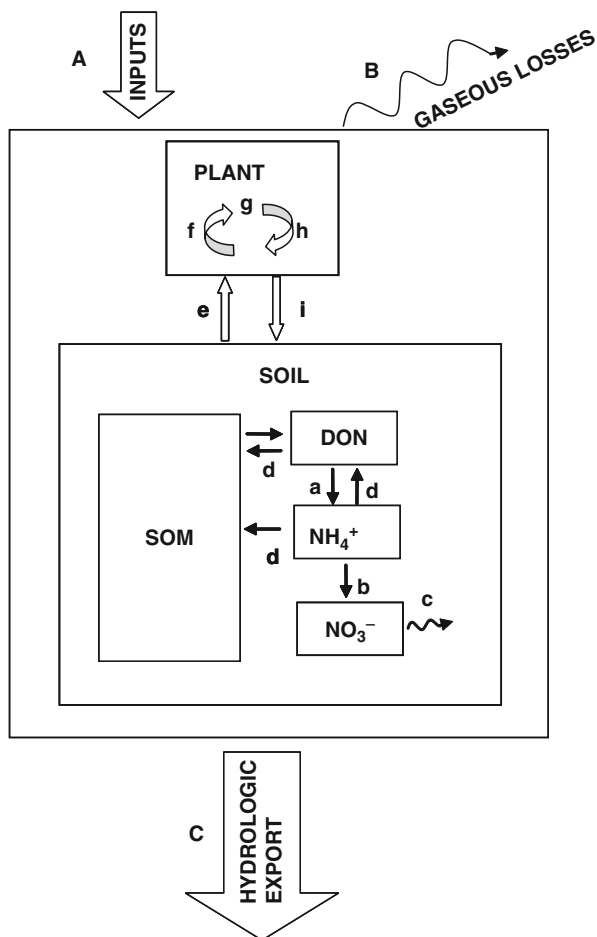 A
INPUTS
B
GASEOUS LOSSES
PLANT
g
f
h
e
i
SOIL
DON
d
a
d
SOM
NH₄⁺
d
b
c
NO₃⁻
C
HYDROLOGIC
EXPORT